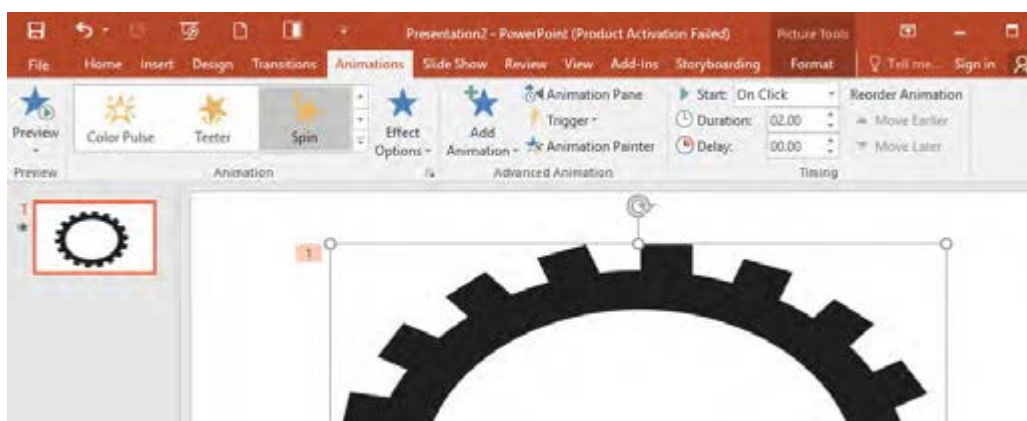 Presentation2 - PowerPoint (Product Activation Failed) Picture Tools
File Home Insert Design Transitions Animations Slide Show Review View Add-Ins Storyboarding Format Tell me... Sign in
Preview
Color Pulse Teeter Spin
Effect Options
Add Animation
Animation Pane
Trigger
Animation Painter
Start: On Click
Duration: 02.00
Delay: 00.00
Reorder Animation
Move Earlier
Move Later
Preview Animation Advanced Animation Timing
1
1